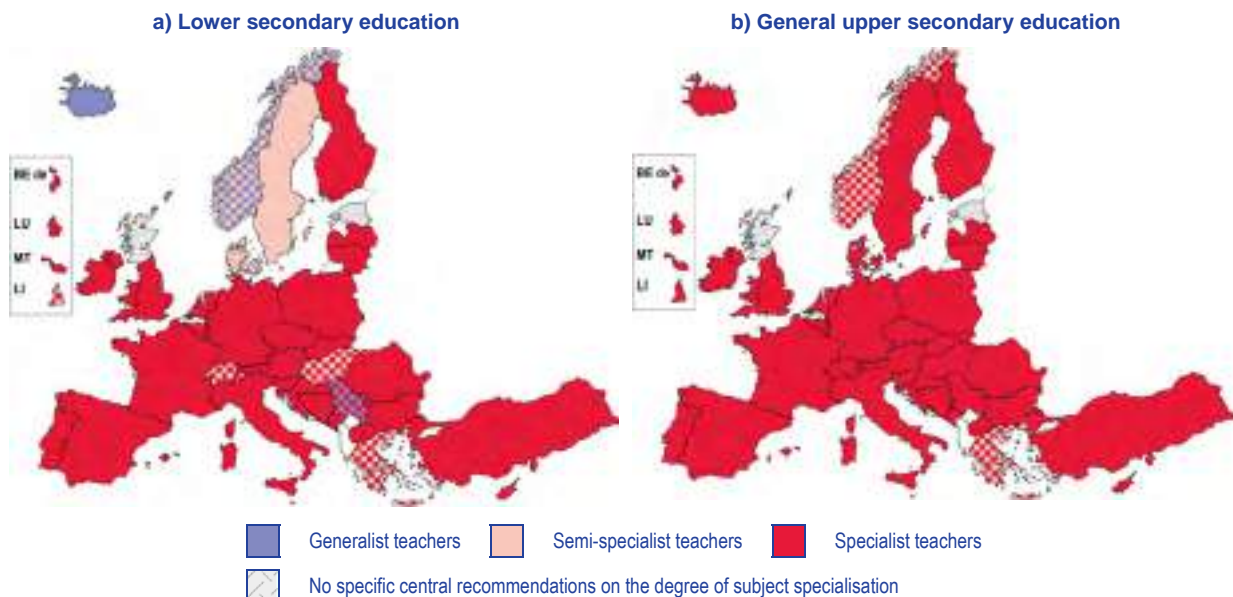 a) Lower secondary education
b) General upper secondary education
BE de
LU
MT
LI
BE de
LU
MT
LI
Generalist teachers
Semi-specialist teachers
Specialist teachers
No specific central recommendations on the degree of subject specialisation